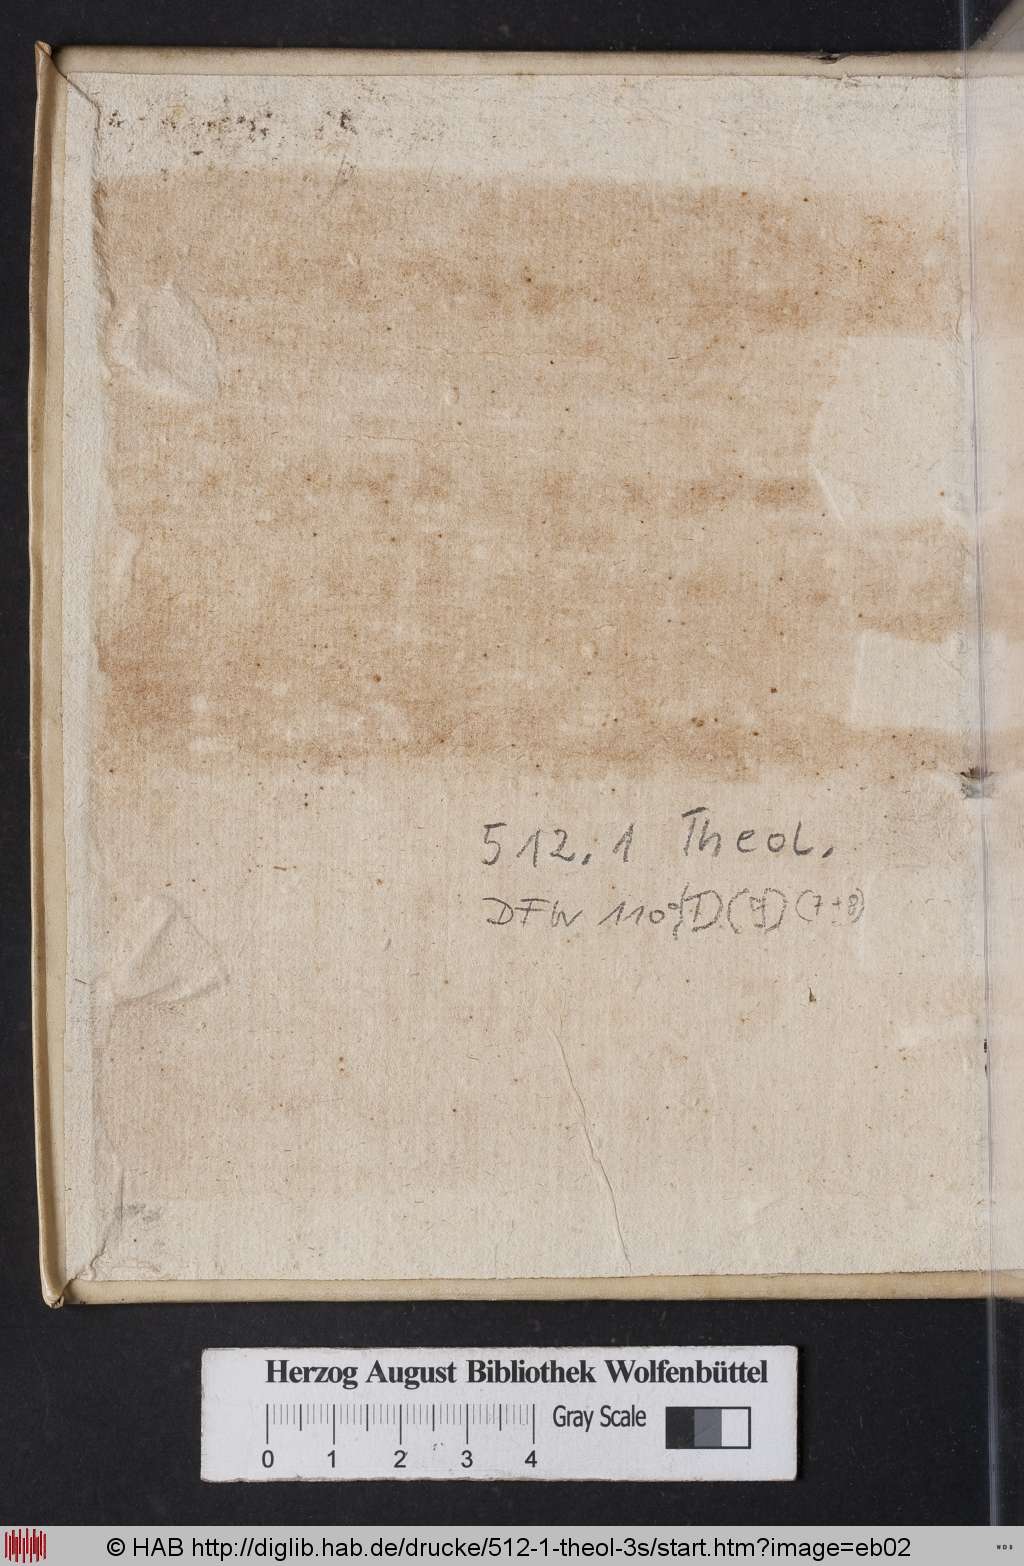 512.1 Theol.
DFW 110 (7+8)
Herzog August Bibliothek Wolfenbüttel
Gray Scale
0 1 2 3 4
© HAB http://diglib.hab.de/drucke/512-1-theol-3s/start.htm?image=eb02